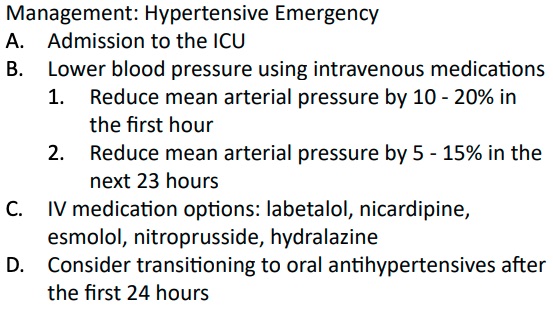 Management: Hypertensive Emergency
A. Admission to the ICU
B. Lower blood pressure using intravenous medications
1. Reduce mean arterial pressure by 10 - 20% in
the first hour
2. Reduce mean arterial pressure by 5 - 15% in the
next 23 hours
C. IV medication options: labetalol, nicardipine,
esmolol, nitroprusside, hydralazine
D. Consider transitioning to oral antihypertensives after
the first 24 hours